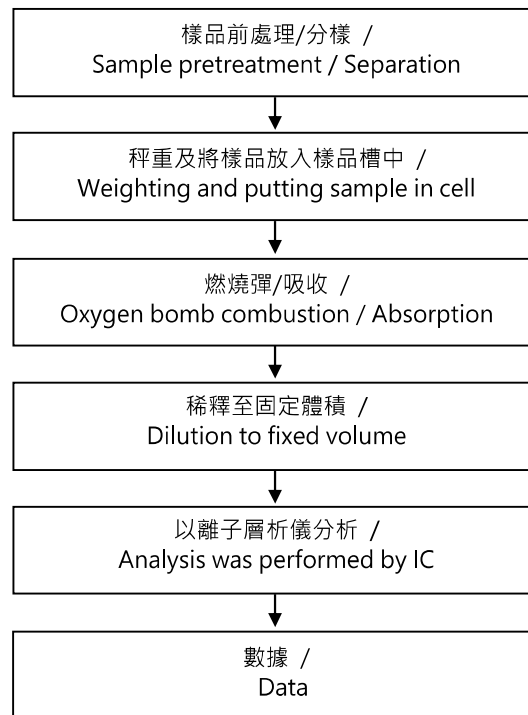 樣品前處理/分樣 /
Sample pretreatment / Separation
秤重及將樣品放入樣品槽中 /
Weighting and putting sample in cell
燃燒彈/吸收 /
Oxygen bomb combustion / Absorption
稀釋至固定體積 /
Dilution to fixed volume
以離子層析儀分析 /
Analysis was performed by IC
數據 /
Data